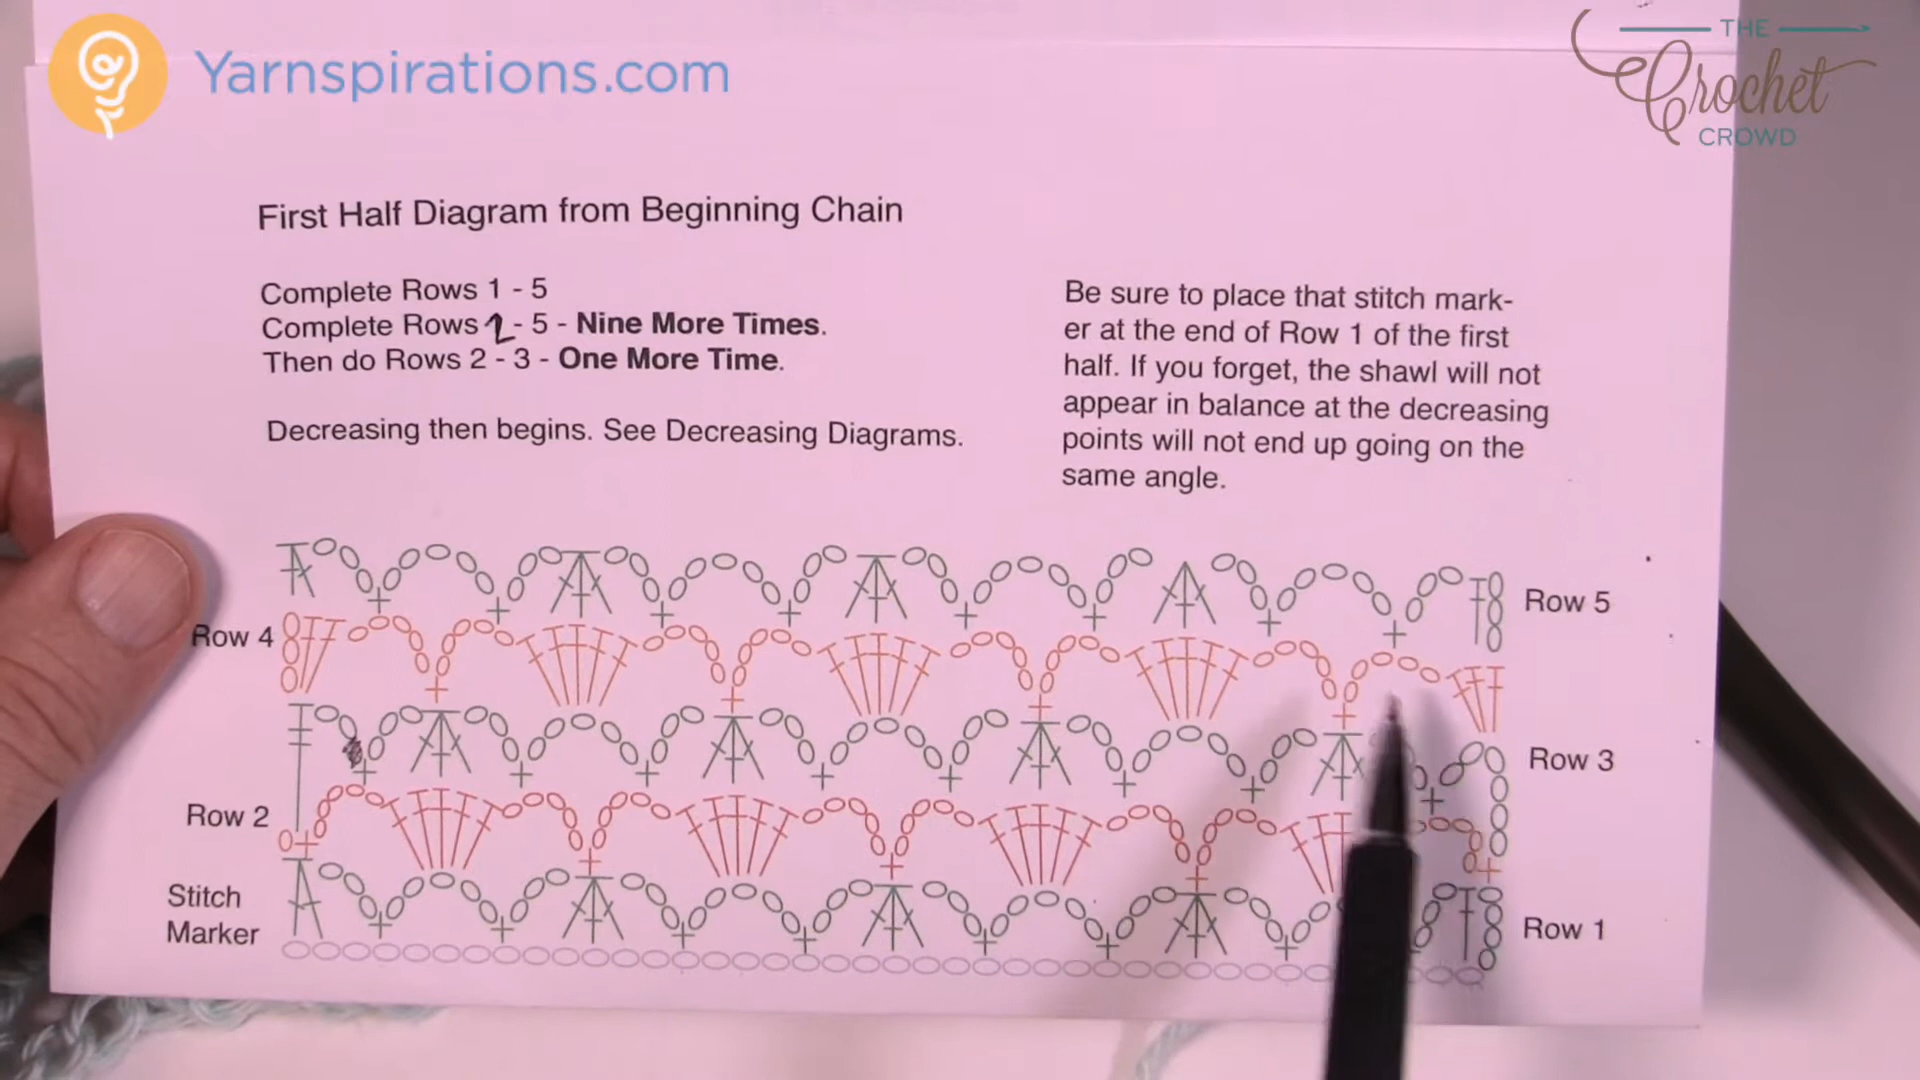 Yarnspirations.com
THE
Crochet
CROWD
First Half Diagram from Beginning Chain
Complete Rows 1 - 5
Complete Rows 2 - 5 - Nine More Times.
Then do Rows 2 - 3 - One More Time.
Decreasing then begins. See Decreasing Diagrams.
Be sure to place that stitch mark-
er at the end of Row 1 of the first
half. If you forget, the shawl will not
appear in balance at the decreasing
points will not end up going on the
same angle.
Row 5
Row 4
Row 3
Row 2
Stitch
Marker
Row 1